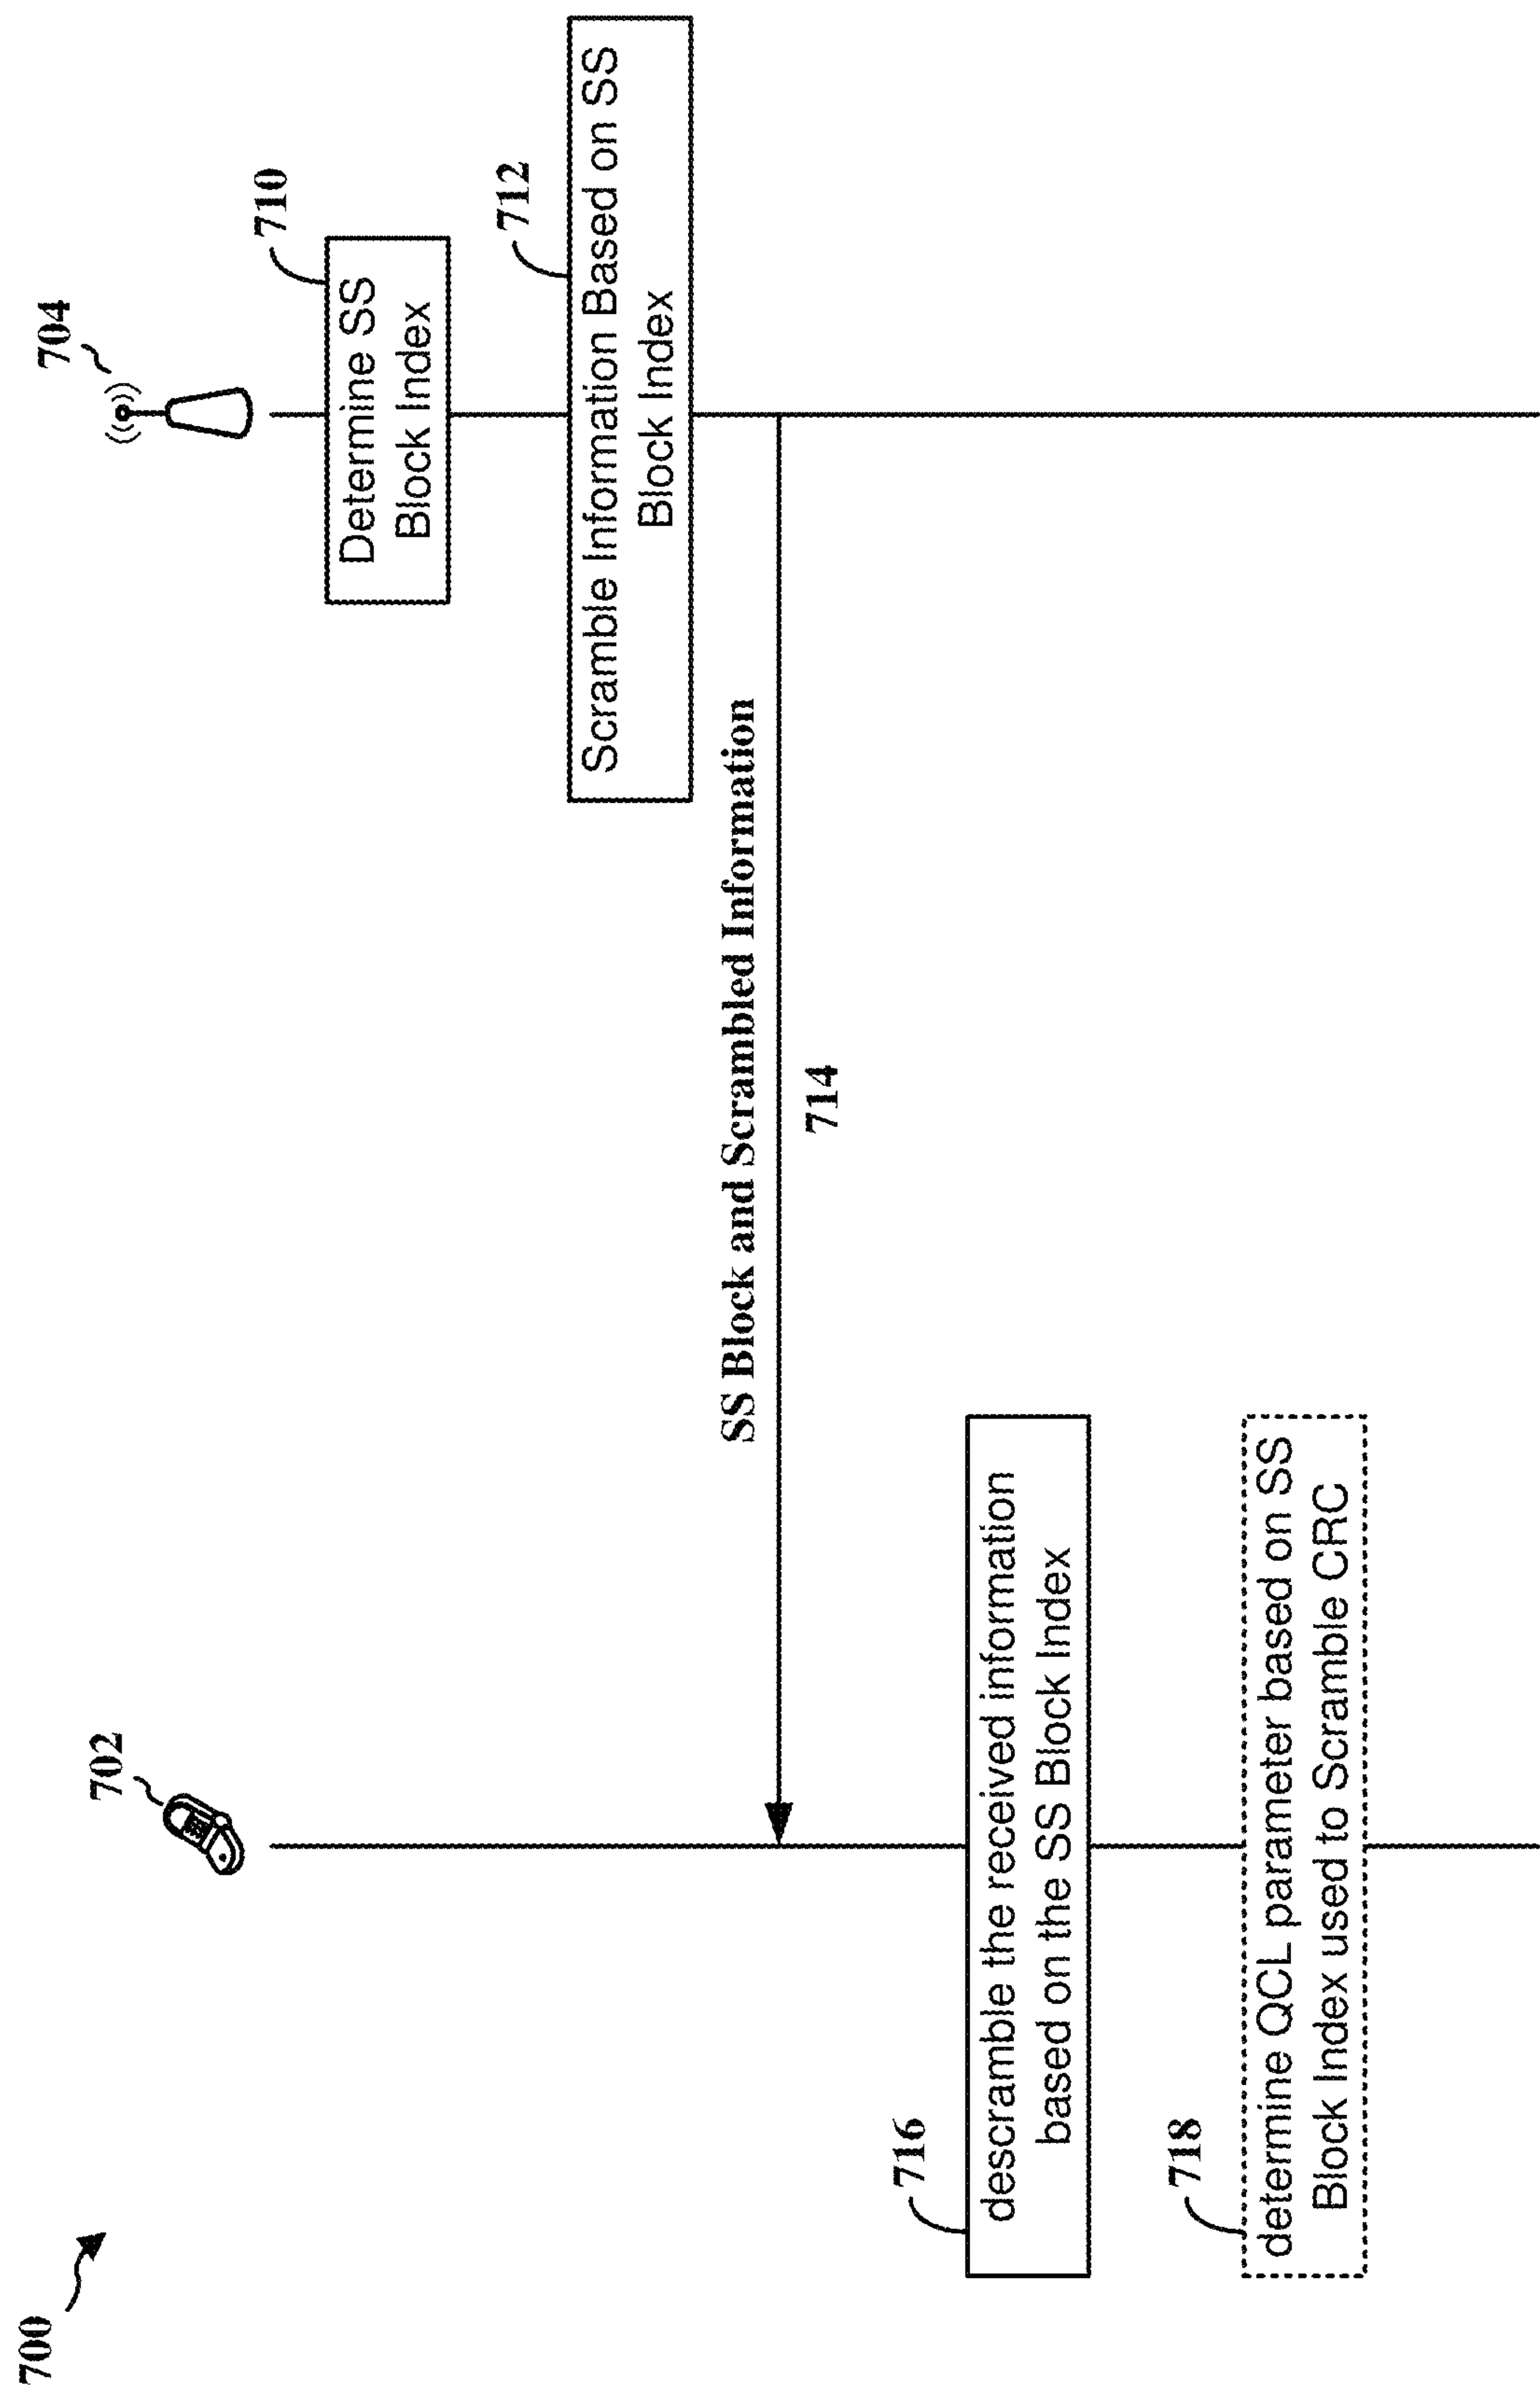 700
702
704
Determine SS
Block Index
710
Scramble Information Based on SS
Block Index
712
SS Block and Scrambled Information
714
716
descramble the received information
based on the SS Block Index
718
determine QCL parameter based on SS
Block Index used to Scramble CRC